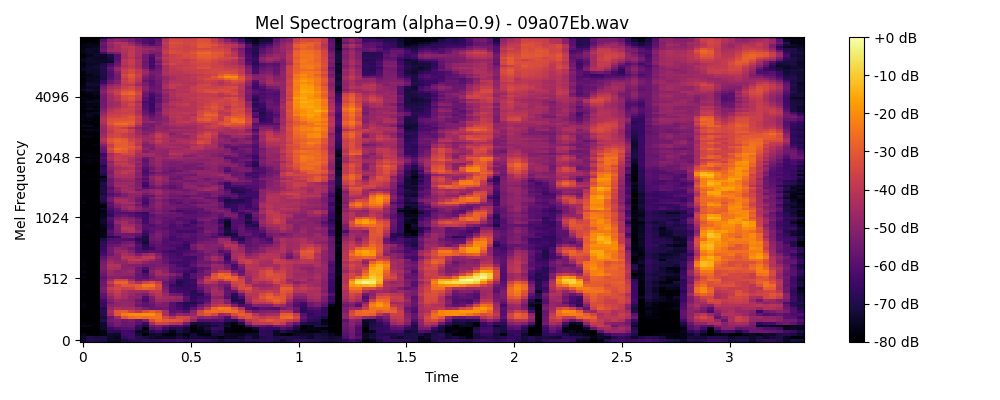 Mel Spectrogram (alpha=0.9) - 09a07Eb.wav
Mel Frequency
4096
2048
1024
512
0
0
0.5
1
1.5
2
2.5
3
Time
+0 dB
-10 dB
-20 dB
-30 dB
-40 dB
-50 dB
-60 dB
-70 dB
-80 dB